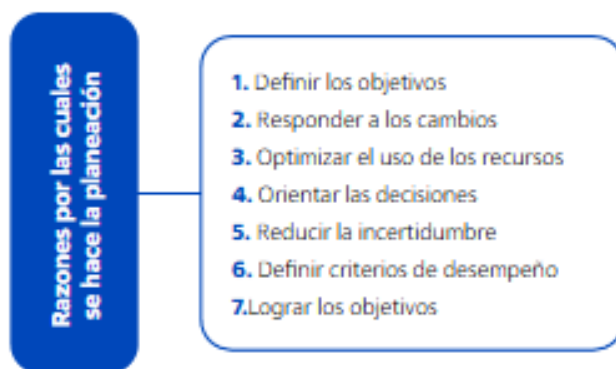 Razones por las cuales
se hace la planeación
1. Definir los objetivos
2. Responder a los cambios
3. Optimizar el uso de los recursos
4. Orientar las decisiones
5. Reducir la incertidumbre
6. Definir criterios de desempeño
7.Lograr los objetivos